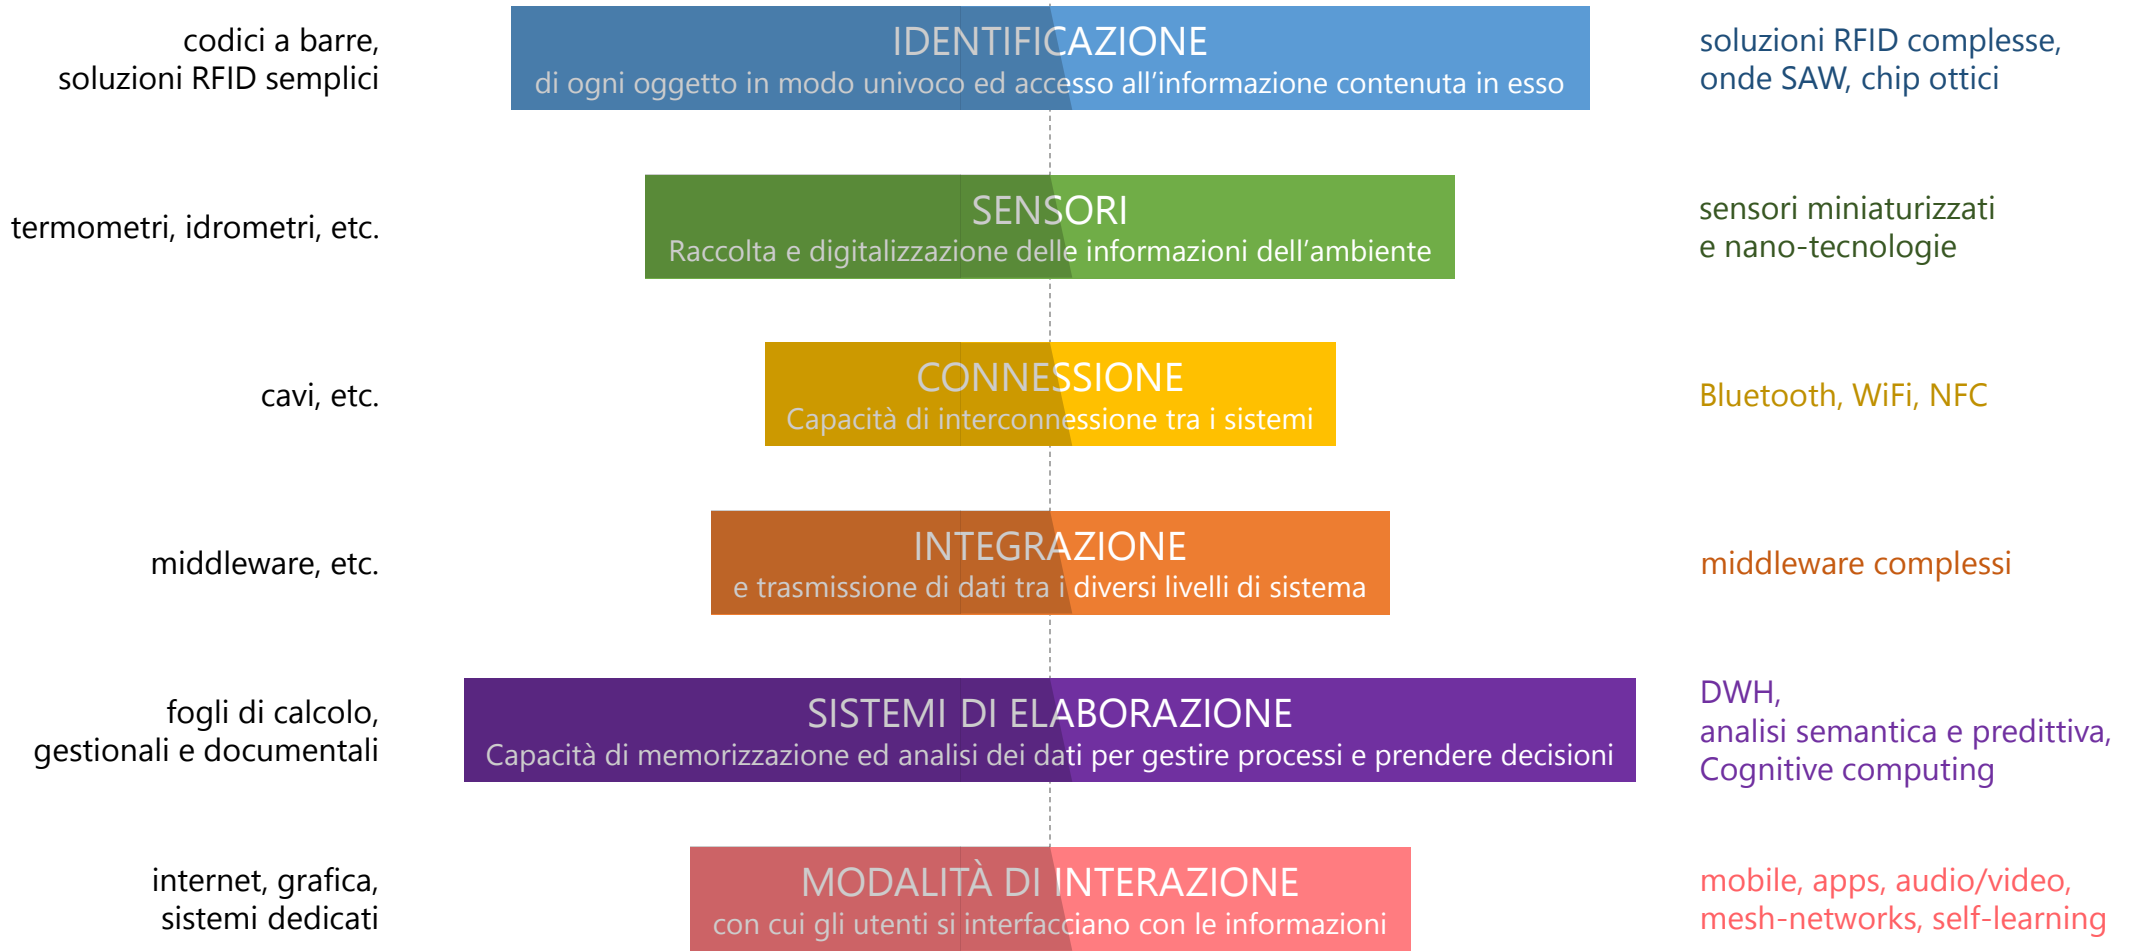 codici a barre,
soluzioni RFID semplici
IDENTIFICAZIONE
di ogni oggetto in modo univoco ed accesso all’informazione contenuta in esso
soluzioni RFID complesse,
onde SAW, chip ottici
termometri, idrometri, etc.
SENSORI
Raccolta e digitalizzazione delle informazioni dell’ambiente
sensori miniaturizzati
e nano-tecnologie
cavi, etc.
CONNESSIONE
Capacità di interconnessione tra i sistemi
Bluetooth, WiFi, NFC
middleware, etc.
INTEGRAZIONE
e trasmissione di dati tra i diversi livelli di sistema
middleware complessi
fogli di calcolo,
gestionali e documentali
SISTEMI DI ELABORAZIONE
Capacità di memorizzazione ed analisi dei dati per gestire processi e prendere decisioni
DWH,
analisi semantica e predittiva,
Cognitive computing
internet, grafica,
sistemi dedicati
MODALITÀ DI INTERAZIONE
con cui gli utenti si interfacciano con le informazioni
mobile, apps, audio/video,
mesh-networks, self-learning